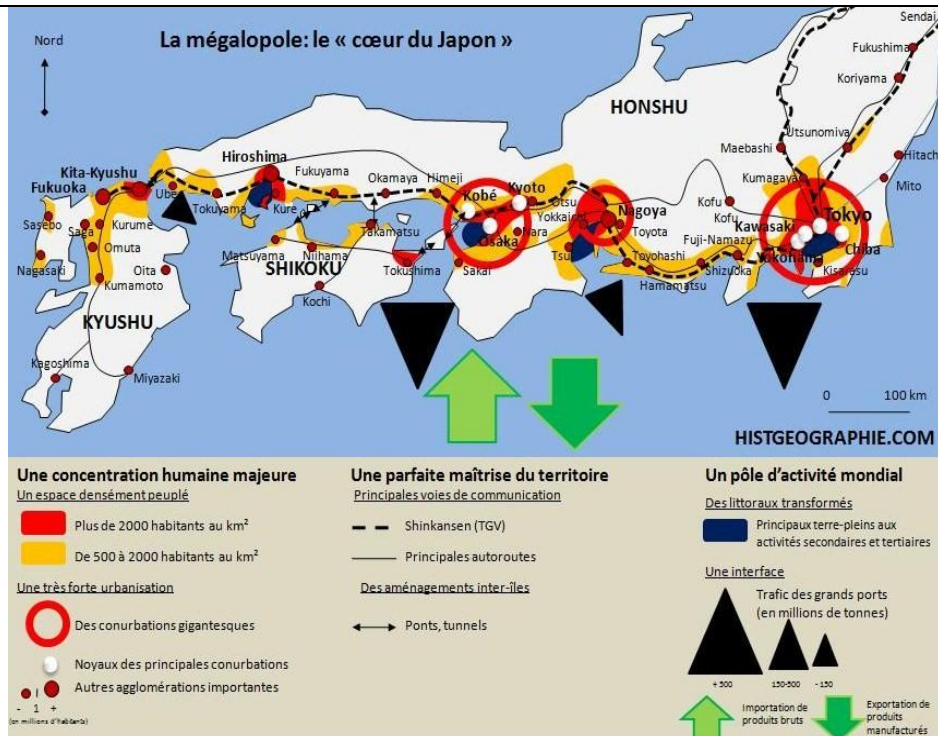 La mégalopole: le « cœur du Japon »
Nord
Sendai
Fukushima
Koriyama
HONSHU
Utsunomiva
Maebashi
Hitach
Kumagaya
Mito
Hiroshima
Kita-Kyushu
Fukuoka
Ube
Tokuyama
Kure
Fukuyama
Okamaya
Himeji
Kobé
Kyoto
Otsu
Yokkaichi
Nagoya
Kofu
Kofu
Kawasaki
Tokyo
Sasebo
Saga
Kurume
Omuta
Nagasaki
Oita
Kumamoto
Matsuyama
Niihama
Takamatsu
Osaka
Nara
Tsu
Toyota
Fuji-Namazu
Yokohama
Chiba
SHIKOKU
Tokushima
Sakai
Toyohashi
Shizuoka
Kisarasu
Hamamatsu
Kochi
KYUSHU
Kagoshima
Miyazaki
0 100 km
HISTGEOGRAPHIE.COM
Une concentration humaine majeure
Un espace densément peuplé
Plus de 2000 habitants au km²
De 500 à 2000 habitants au km²
Une très forte urbanisation
Des conurbations gigantesques
Noyaux des principales conurbations
Autres agglomérations importantes
- 1 +
(en millions d'habitants)
Une parfaite maîtrise du territoire
Principales voies de communication
Shinkansen (TGV)
Principales autoroutes
Des aménagements inter-îles
Ponts, tunnels
Un pôle d'activité mondial
Des littoraux transformés
Principaux terre-pleins aux
activités secondaires et tertiaires
Une interface
Trafic des grands ports
(en millions de tonnes)
+ 300 150-300 - 150
Importation de
produits bruts
Exportation de
produits
manufacturés